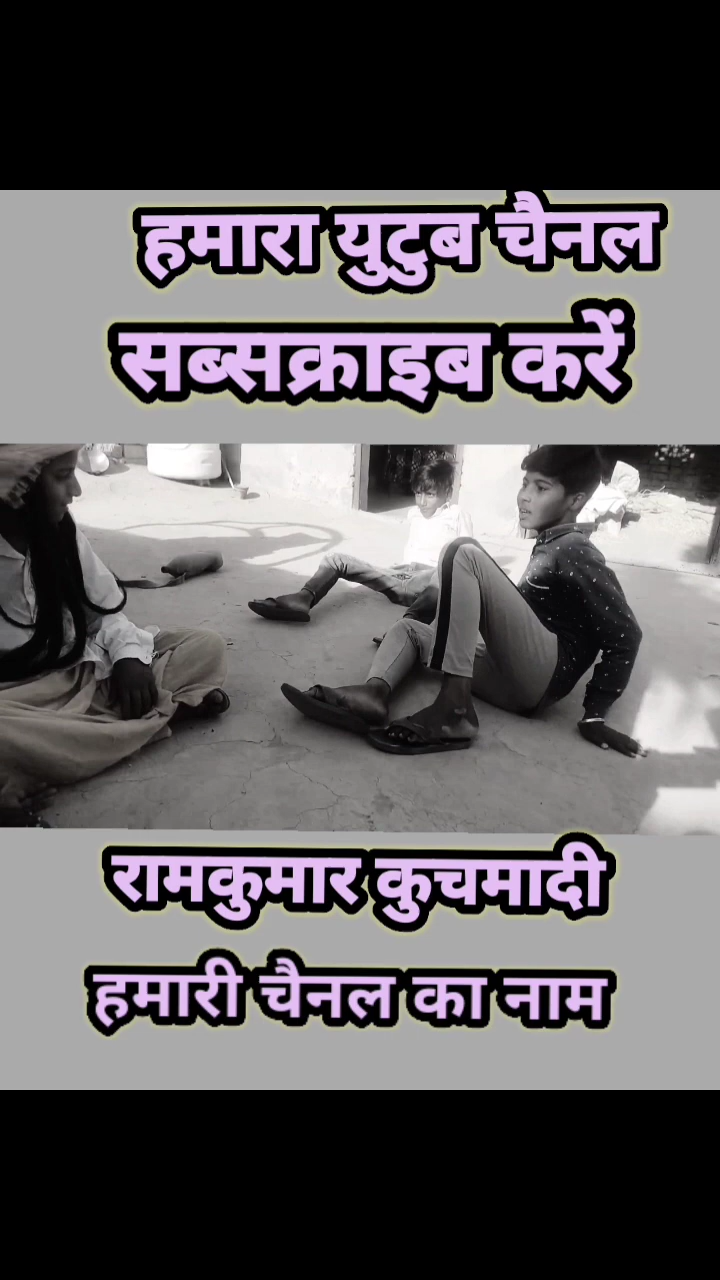 हमारा युटुब चैनल
सब्सक्राइब करें
रामकुमार कुचमादी
हमारी चैनल का नाम